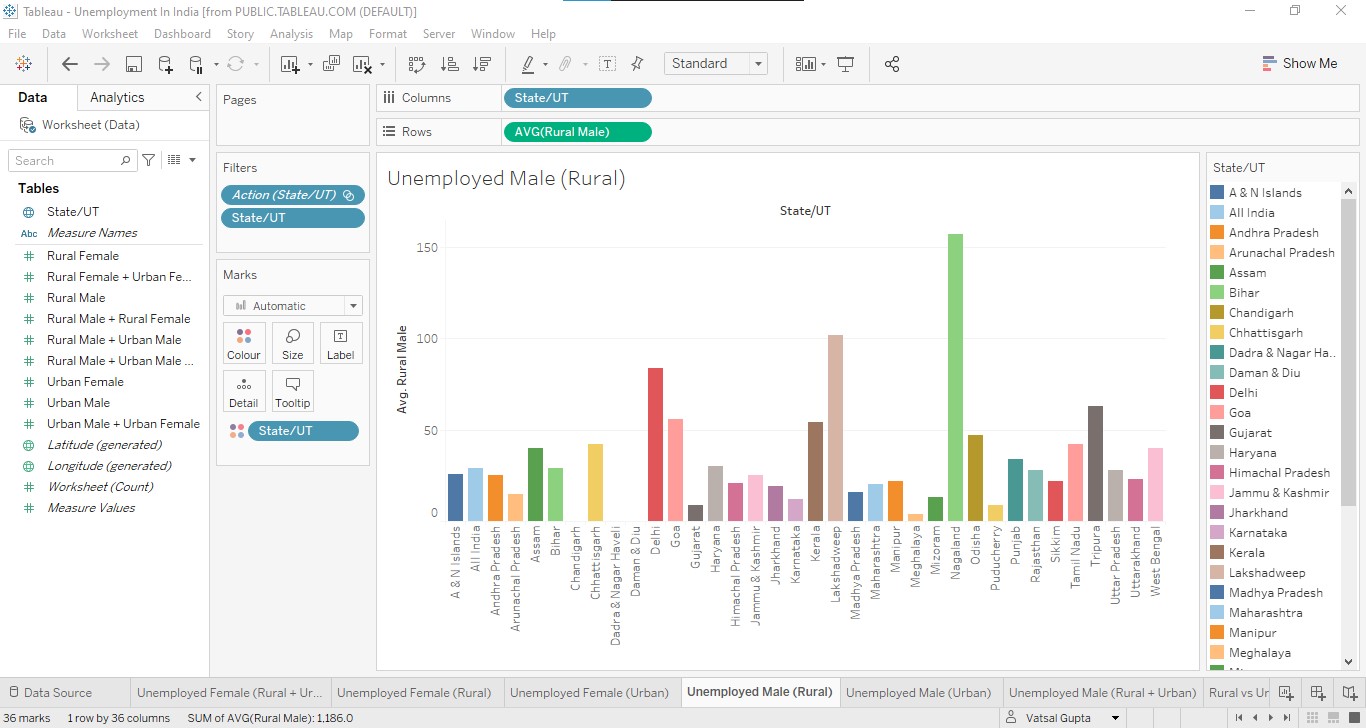 Tableau - Unemployment In India [from PUBLIC.TABLEAU.COM (DEFAULT)]
File Data Worksheet Dashboard Story Analysis Map Format Server Window Help
Standard
Show Me
Data Analytics
Worksheet (Data)
Search
Tables
State/UT
Abc Measure Names
Rural Female
Rural Female + Urban Fe...
Rural Male
Rural Male + Rural Female
Rural Male + Urban Male
Rural Male + Urban Male ...
Urban Female
Urban Male
Urban Male + Urban Female
Latitude (generated)
Longitude (generated)
Worksheet (Count)
Measure Values
Pages
Filters
Action (State/UT)
State/UT
Marks
Automatic
Colour Size Label
Detail Tooltip
State/UT
Columns State/UT
Rows AVG(Rural Male)
Unemployed Male (Rural)
State/UT
Avg. Rural Male
150
100
50
0
A & N Islands
All India
Andhra Pradesh
Arunachal Pradesh
Assam
Bihar
Chandigarh
Chhattisgarh
Dadra & Nagar Haveli
Daman & Diu
Delhi
Goa
Gujarat
Haryana
Himachal Pradesh
Jammu & Kashmir
Jharkhand
Karnataka
Kerala
Lakshadweep
Madhya Pradesh
Maharashtra
Manipur
Meghalaya
Mizoram
Nagaland
Odisha
Puducherry
Punjab
Rajasthan
Sikkim
Tamil Nadu
Tripura
Uttar Pradesh
Uttarakhand
West Bengal
State/UT
A & N Islands
All India
Andhra Pradesh
Arunachal Pradesh
Assam
Bihar
Chandigarh
Chhattisgarh
Dadra & Nagar Ha..
Daman & Diu
Delhi
Goa
Gujarat
Haryana
Himachal Pradesh
Jammu & Kashmir
Jharkhand
Karnataka
Kerala
Lakshadweep
Madhya Pradesh
Maharashtra
Manipur
Meghalaya
Data Source Unemployed Female (Rural + Ur... Unemployed Female (Rural) Unemployed Female (Urban) Unemployed Male (Rural) Unemployed Male (Urban) Unemployed Male (Rural + Urban) Rural vs Ur
36 marks 1 row by 36 columns SUM of AVG(Rural Male): 1,186.0 Vatsal Gupta